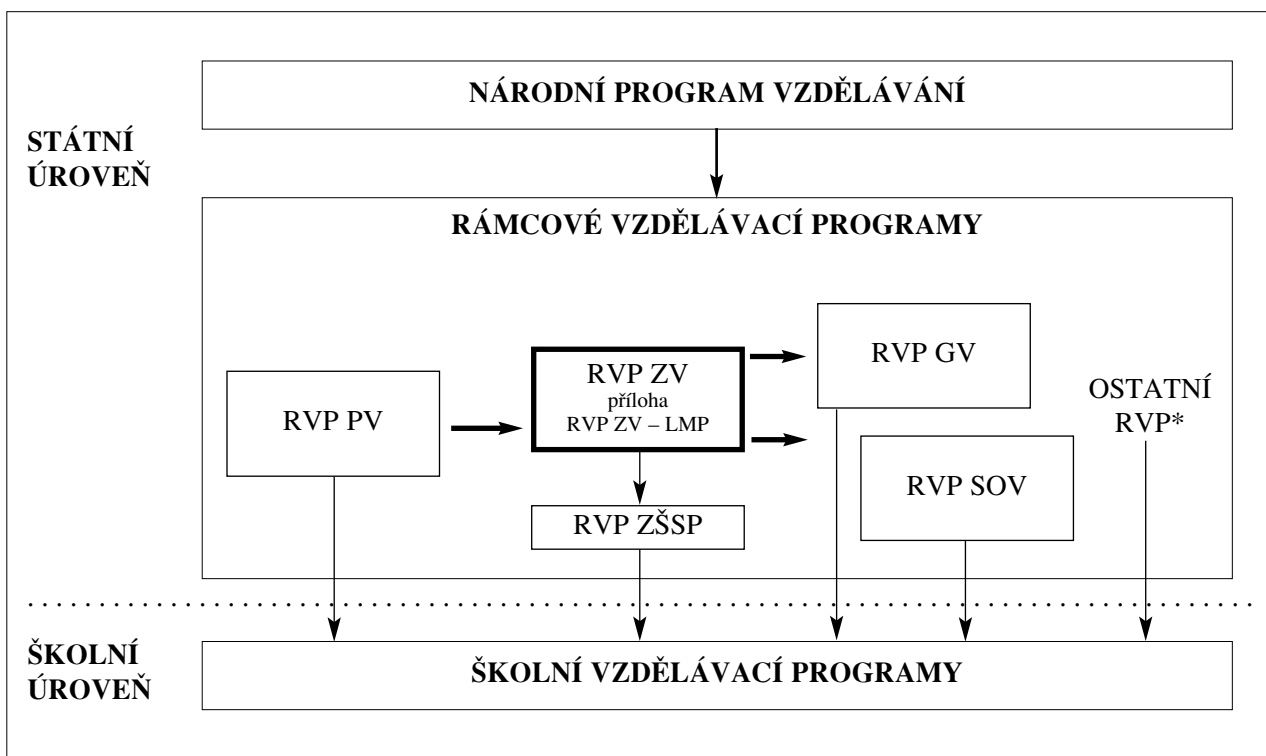 NÁRODNÍ PROGRAM VZDĚLÁVÁNÍ
STÁTNÍ
ÚROVEŇ
RÁMCOVÉ VZDĚLÁVACÍ PROGRAMY
RVP PV
RVP ZV
příloha
RVP ZV – LMP
RVP ZŠSP
RVP GV
RVP SOV
OSTATNÍ
RVP*
ŠKOLNÍ
ÚROVEŇ
ŠKOLNÍ VZDĚLÁVACÍ PROGRAMY